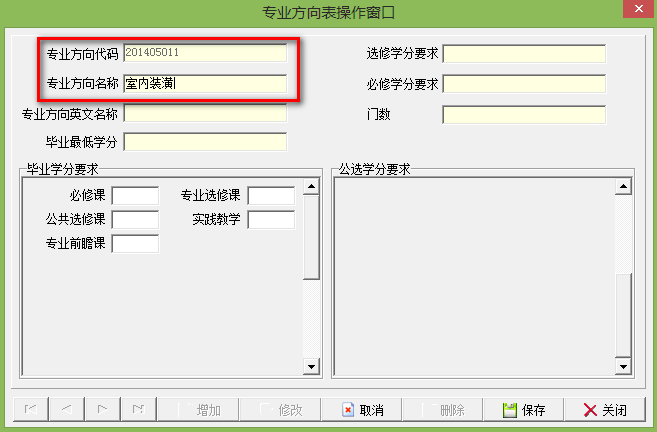 专业方向表操作窗口
专业方向代码 201405011 选修学分要求
专业方向名称 室内装潢 必修学分要求
专业方向英文名称 门数
毕业最低学分
毕业学分要求 公选学分要求
必修课 专业选修课
公共选修课 实践教学
专业前瞻课
增加 修改 取消 删除 保存 关闭